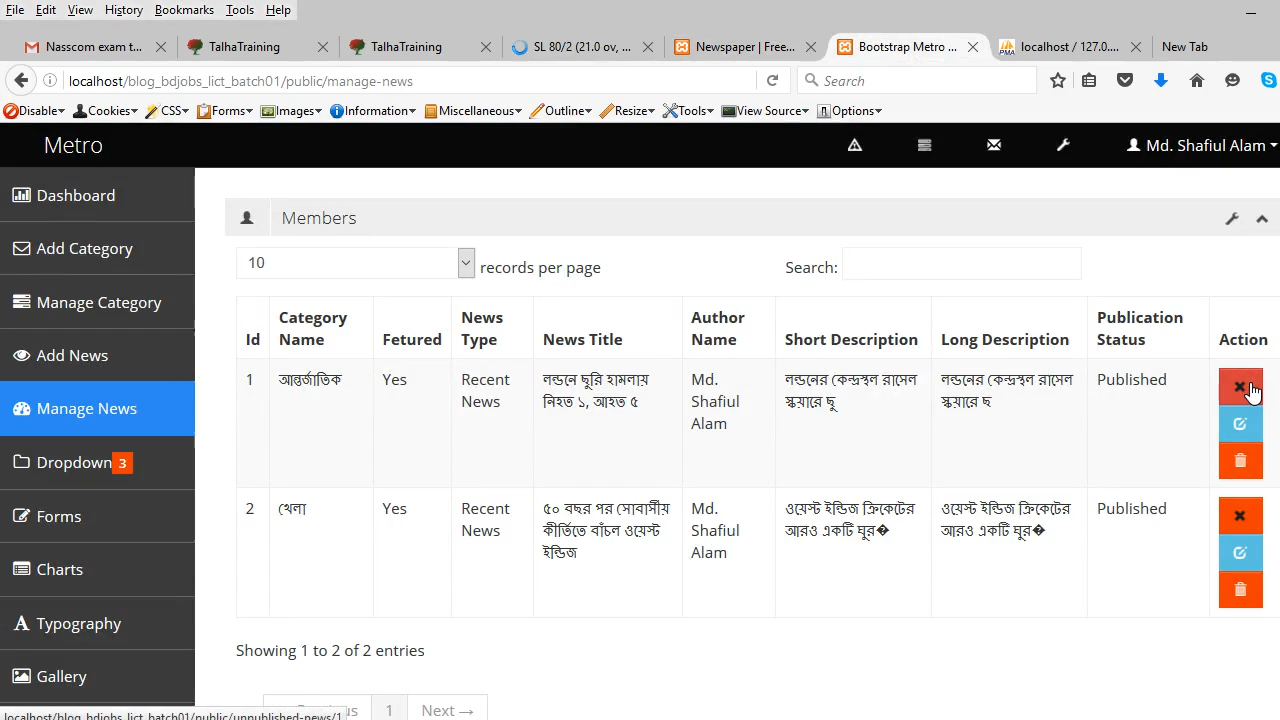 File Edit View History Bookmarks Tools Help
Nasscom exam t... TalhaTraining TalhaTraining SL 80/2 (21.0 ov, ... Newspaper | Free... Bootstrap Metro ... localhost / 127.0.... New Tab
localhost/blog_bdjobs_lict_batch01/public/manage-news Search
Disable Cookies CSS Forms Images Information Miscellaneous Outline Resize Tools View Source Options
Metro Md. Shafiul Alam
Dashboard
Add Category
Manage Category
Add News
Manage News
Dropdown 3
Forms
Charts
Typography
Gallery
Members
10 records per page Search:
Id Category Name Fetured News Type News Title Author Name Short Description Long Description Publication Status Action
1 আন্তর্জাতিক Yes Recent News লন্ডনে ছুরি হামলায় নিহত ১, আহত ৫ Md. Shafiul Alam লন্ডনের কেন্দ্রস্থল রাসেল স্কয়ারে ছু লন্ডনের কেন্দ্রস্থল রাসেল স্কয়ারে ছ Published
2 খেলা Yes Recent News ৫০ বছর পর সোবার্সীয় কীর্তিতে বাঁচল ওয়েস্ট ইন্ডিজ Md. Shafiul Alam ওয়েস্ট ইন্ডিজ ক্রিকেটের আরও একটি ঘুর� ওয়েস্ট ইন্ডিজ ক্রিকেটের আরও একটি ঘুর� Published
Showing 1 to 2 of 2 entries
1 Next →
localhost/blog_bdjobs_lict_batch01/public/unpublished-news/1